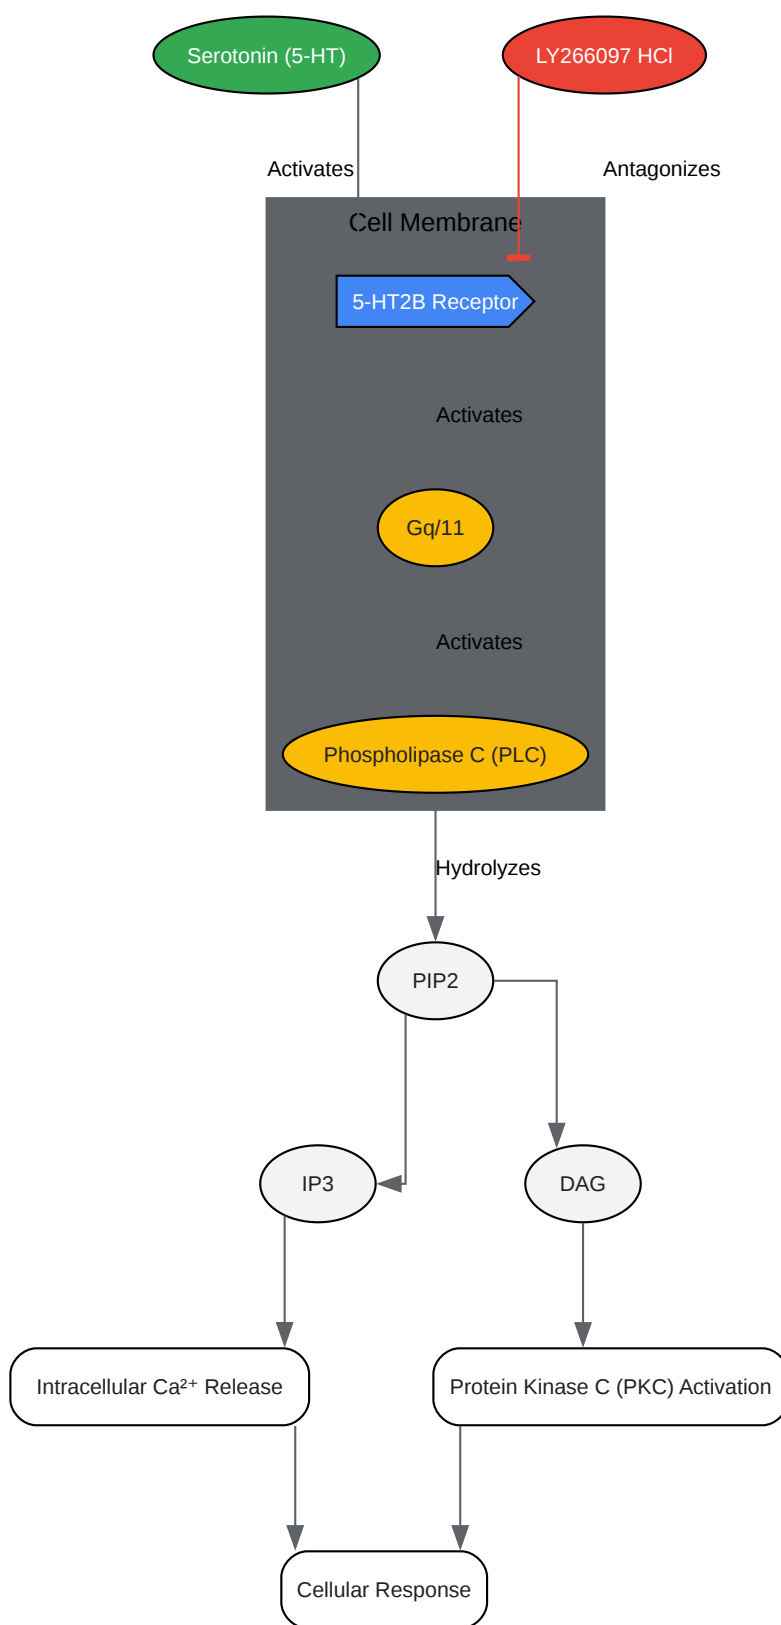 Serotonin (5-HT)
LY266097 HCl
Activates
Antagonizes
Cell Membrane
5-HT2B Receptor
Activates
Gq/11
Activates
Phospholipase C (PLC)
Hydrolyzes
PIP2
IP3
DAG
Intracellular Ca²⁺ Release
Protein Kinase C (PKC) Activation
Cellular Response